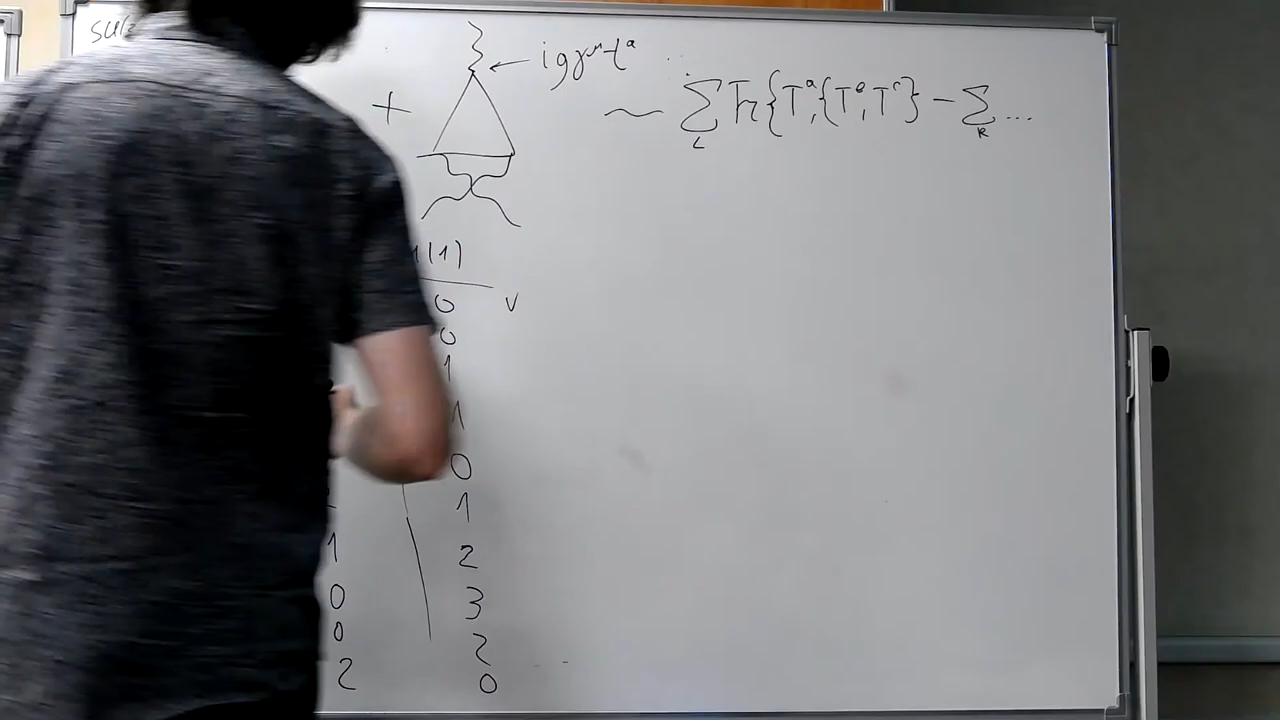 SU(
+ ← igγ^μ t^a
~ Σ_L Tr{T^a,{T^b,T^c} − Σ_R ...
(1)
0 v
0
1
1
0
1
1 2
0 3
0 2
2 0